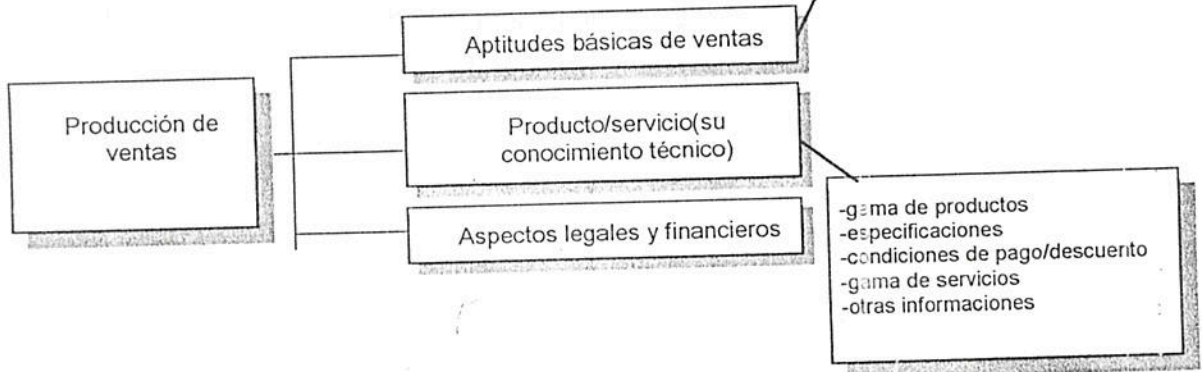 Aptitudes básicas de ventas
Producción de
ventas
Producto/servicio(su
conocimiento técnico)
Aspectos legales y financieros
-gama de productos
-especificaciones
-condiciones de pago/descuento
-gama de servicios
-otras informaciones